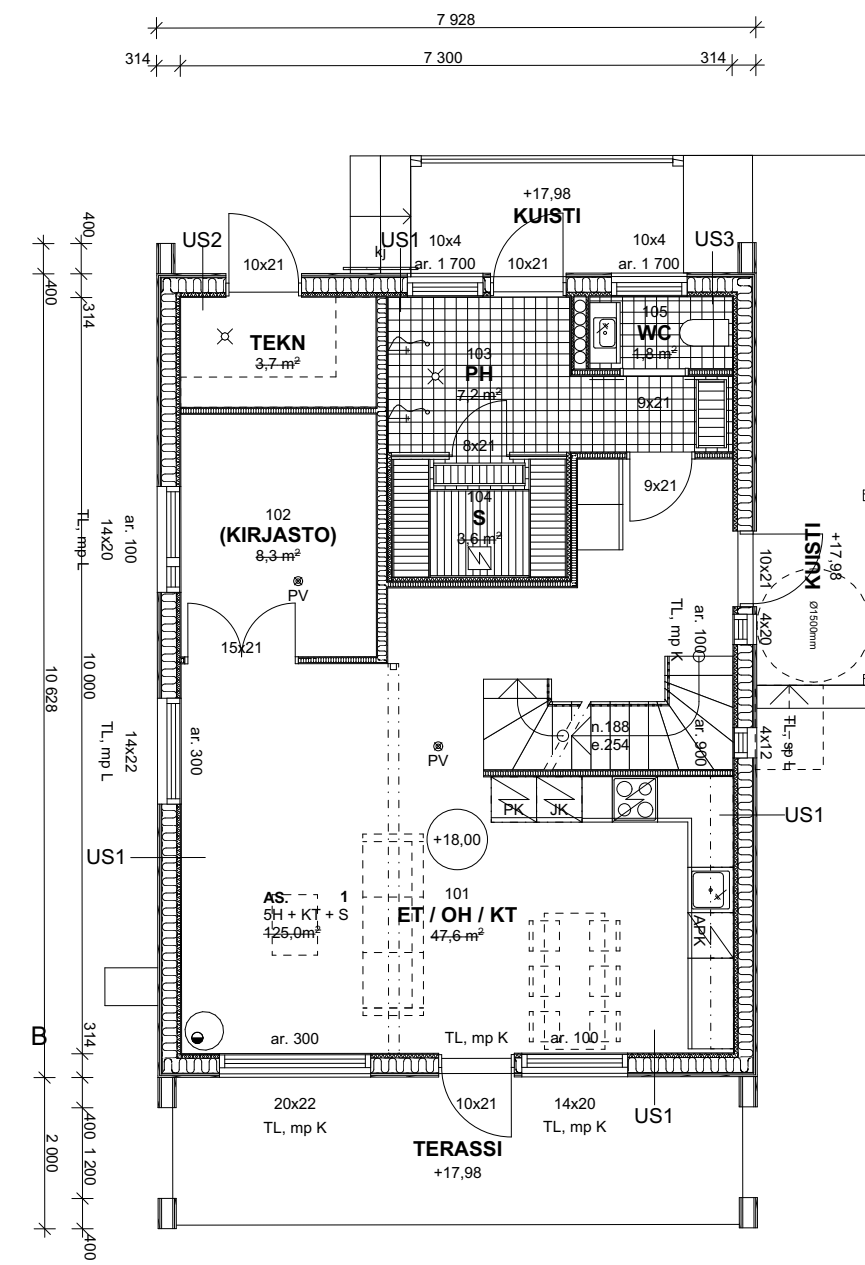 7 928
314
7 300
314
+17,98
KUISTI
US2
US1
kj
10x4
ar. 1 700
10x21
10x21
10x4
ar. 1 700
US3
400
400
314
TEKN
3,7 m²
103
PH
7,2 m²
105
WC
1,8 m²
9x21
8x21
9x21
104
S
3,6 m²
102
(KIRJASTO)
8,3 m²
PV
15x21
ar. 100
14x20
TL, mp L
KUISTI
+17,98
10x21
Ø1500mm
4x20
ar. 100
TL, mp K
10 000
10 628
ar. 300
14x22
TL, mp L
PV
n.188
e.254
ar. 900
4x12
TL, sp L
PK
JK
US1
US1
+18,00
AS. 1
5H + KT + S
125,0m²
101
ET / OH / KT
47,6 m²
APK
B
314
ar. 300
TL, mp K
ar. 100
20x22
TL, mp K
10x21
14x20
TL, mp K
US1
TERASSI
+17,98
400
1 200
2 000
400